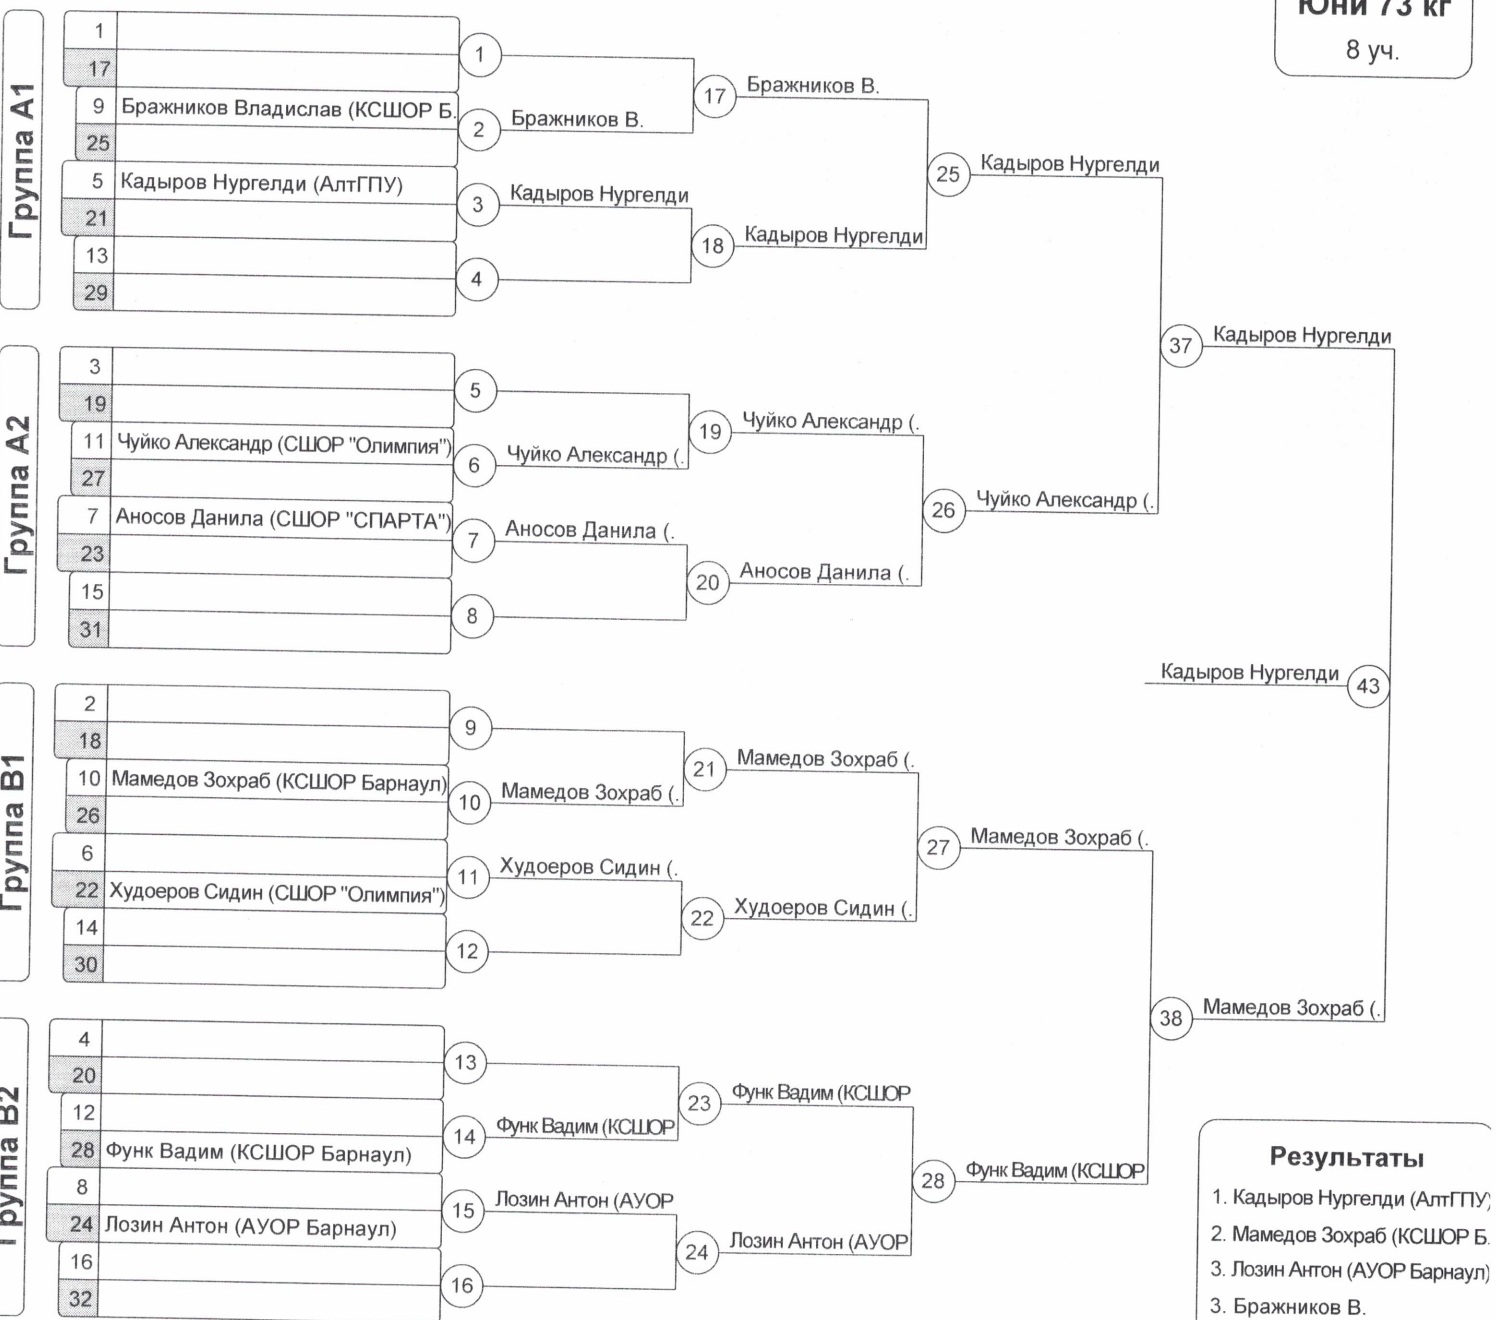 Юни 73 кг
8 уч.
Группа A1
1
17
9 Бражников Владислав (КСШОР Б.
25
5 Кадыров Нургелди (АлтГПУ)
21
13
29
1
2
3
4
Бражников В.
Кадыров Нургелди
17
18
Бражников В.
Кадыров Нургелди
25
Кадыров Нургелди
Группа A2
3
19
11 Чуйко Александр (СШОР "Олимпия")
27
7 Аносов Данила (СШОР "СПАРТА")
23
15
31
5
6
7
8
Чуйко Александр (.
Аносов Данила (.
19
20
Чуйко Александр (.
Аносов Данила (.
26
Чуйко Александр (.
37
Кадыров Нургелди
Кадыров Нургелди
43
Группа B1
2
18
10 Мамедов Зохраб (КСШОР Барнаул)
26
6
22 Худоеров Сидин (СШОР "Олимпия")
14
30
9
10
11
12
Мамедов Зохраб (.
Худоеров Сидин (.
21
22
Мамедов Зохраб (.
Худоеров Сидин (.
27
Мамедов Зохраб (.
Группа B2
4
20
12
28 Функ Вадим (КСШОР Барнаул)
8
24 Лозин Антон (АУОР Барнаул)
16
32
13
14
15
16
Функ Вадим (КСШОР
Лозин Антон (АУОР
23
24
Функ Вадим (КСШОР
Лозин Антон (АУОР
28
Функ Вадим (КСШОР
38
Мамедов Зохраб (.
Результаты
1. Кадыров Нургелди (АлтГПУ)
2. Мамедов Зохраб (КСШОР Б.
3. Лозин Антон (АУОР Барнаул)
3. Бражников В.